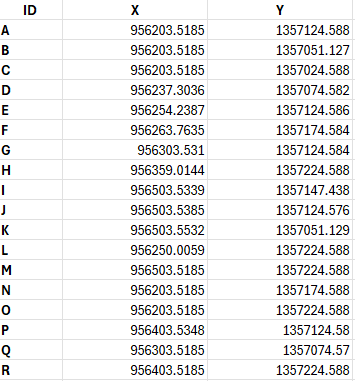 ID X Y
A 956203.5185 1357124.588
B 956203.5185 1357051.127
C 956203.5185 1357024.588
D 956237.3036 1357074.582
E 956254.2387 1357124.586
F 956263.7635 1357174.584
G 956303.531 1357124.584
H 956359.0144 1357224.588
I 956503.5339 1357147.438
J 956503.5385 1357124.576
K 956503.5532 1357051.129
L 956250.0059 1357224.588
M 956503.5185 1357224.588
N 956203.5185 1357174.588
O 956203.5185 1357224.588
P 956403.5348 1357124.58
Q 956303.5185 1357074.57
R 956403.5185 1357224.588